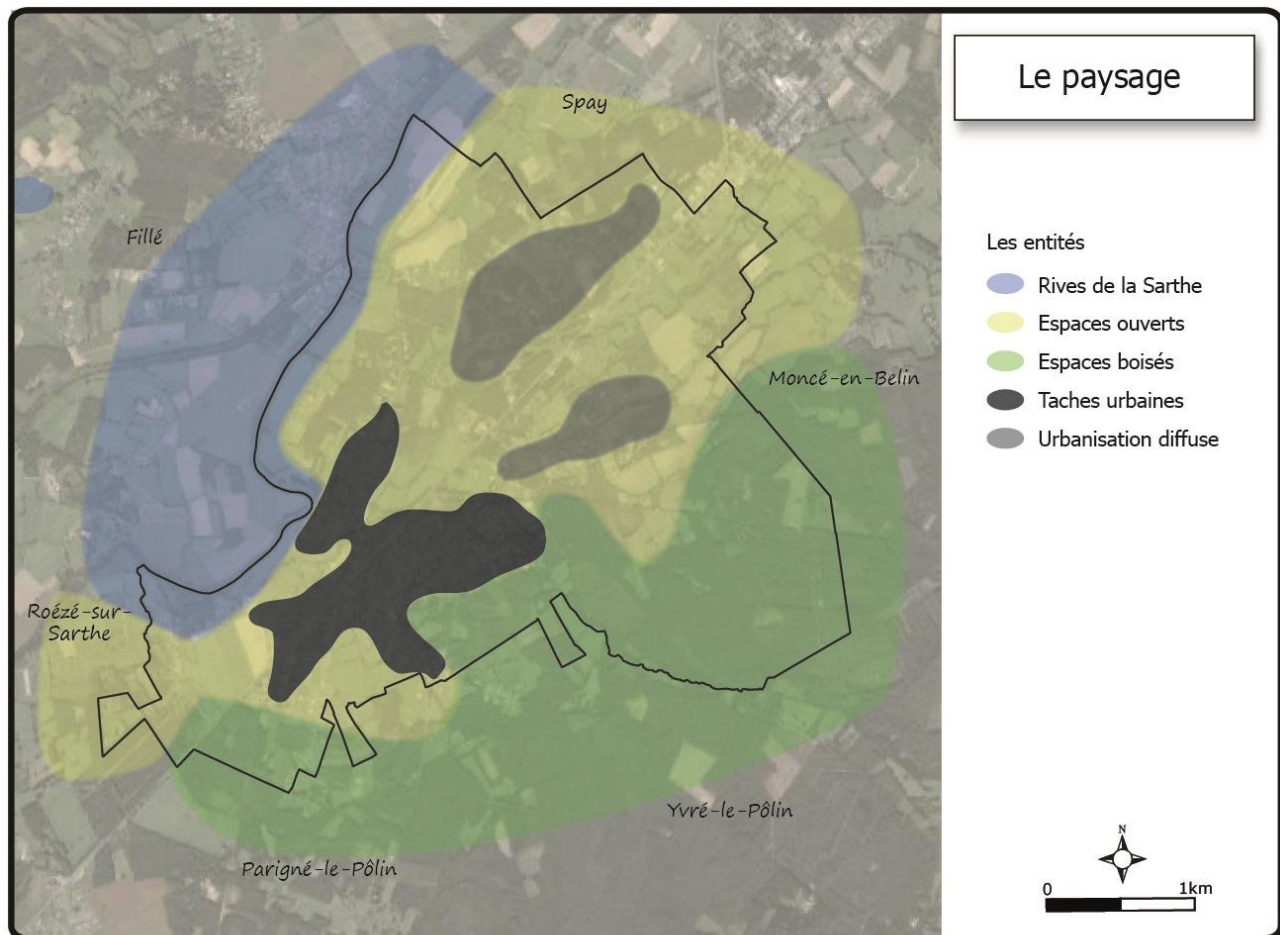 Le paysage
Spay
Fillé
Les entités
Rives de la Sarthe
Espaces ouverts
Espaces boisés
Taches urbaines
Urbanisation diffuse
Moncé-en-Belin
Roézé-sur-
Sarthe
Yvré-le-Pôlin
Parigné-le-Pôlin
N
0 1km